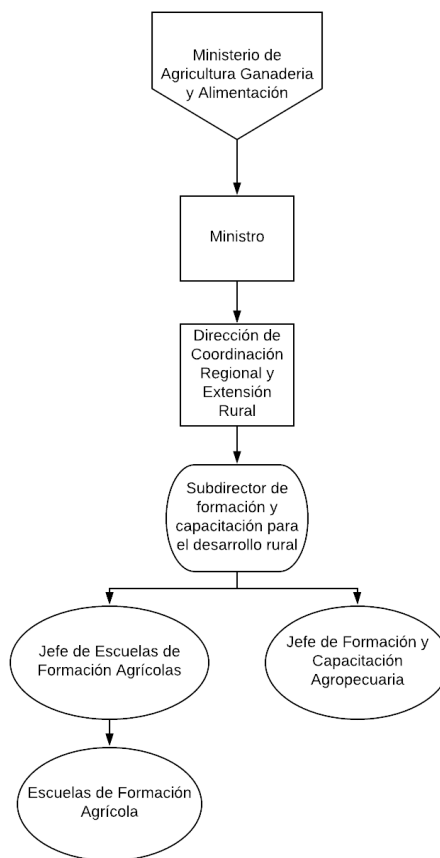 Ministerio de
Agricultura Ganaderia
y Alimentación
Ministro
Dirección de
Coordinación
Regional y
Extensión
Rural
Subdirector de
formación y
capacitación para
el desarrollo rural
Jefe de Escuelas de
Formación Agrícolas
Jefe de Formación y
Capacitación
Agropecuaria
Escuelas de Formación
Agrícola